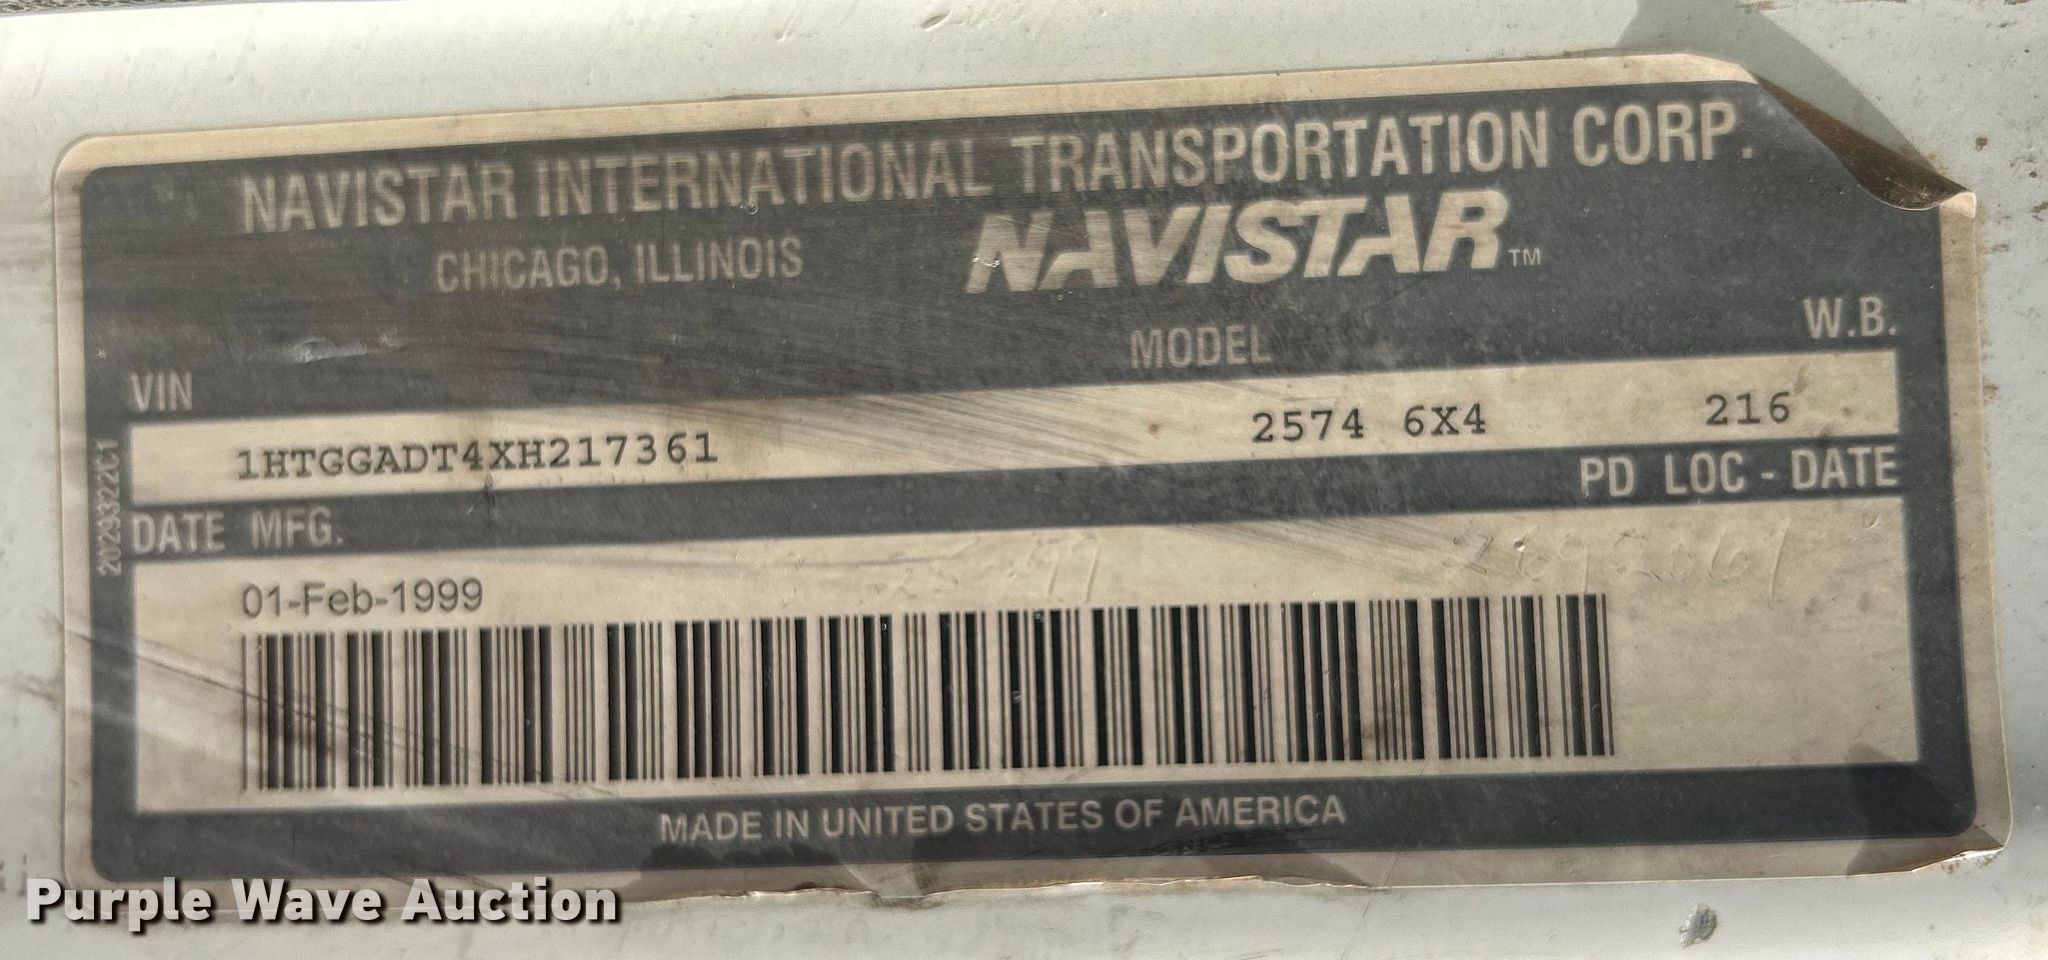 NAVISTAR INTERNATIONAL TRANSPORTATION CORP.
CHICAGO, ILLINOIS NAVISTAR™
VIN MODEL W.B.
1HTGGADT4XH217361 2574 6X4 216
DATE MFG. PD LOC - DATE
01-Feb-1999
MADE IN UNITED STATES OF AMERICA
2029322C1
Purple Wave Auction